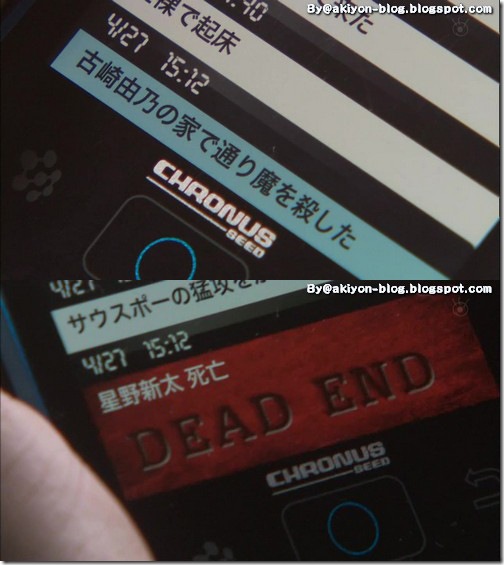 By@akiyon-blog.blogspot.com
:40
裸で起床
4/27 15:12
古崎由乃の家で通り魔を殺した
CHRONUS
SEED
By@akiyon-blog.blogspot.com
4/27
サウスポーの猛攻を
4/27 15:12
星野新太 死亡
DEAD END
CHRONUS
SEED